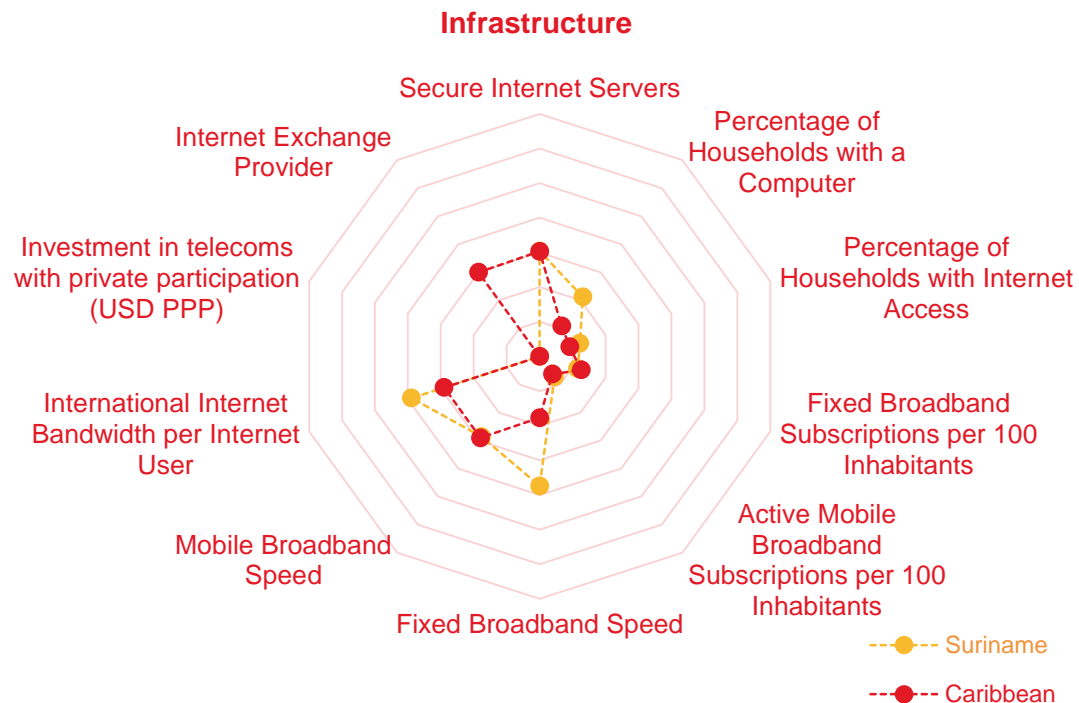 Infrastructure
Secure Internet Servers
Percentage of
Households with a
Computer
Percentage of
Households with Internet
Access
Fixed Broadband
Subscriptions per 100
Inhabitants
Active Mobile
Broadband
Subscriptions per 100
Inhabitants
Fixed Broadband Speed
Mobile Broadband
Speed
International Internet
Bandwidth per Internet
User
Investment in telecoms
with private participation
(USD PPP)
Internet Exchange
Provider
Suriname
Caribbean